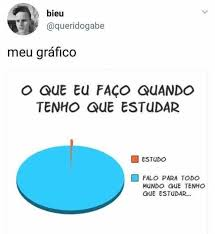 bieu
@queridogabe
meu gráfico
O QUE EU FAÇO QUANDO
TENHO QUE ESTUDAR
ESTUDO
FALO PARA TODO
MUNDO QUE TENHO
QUE ESTUDAR...